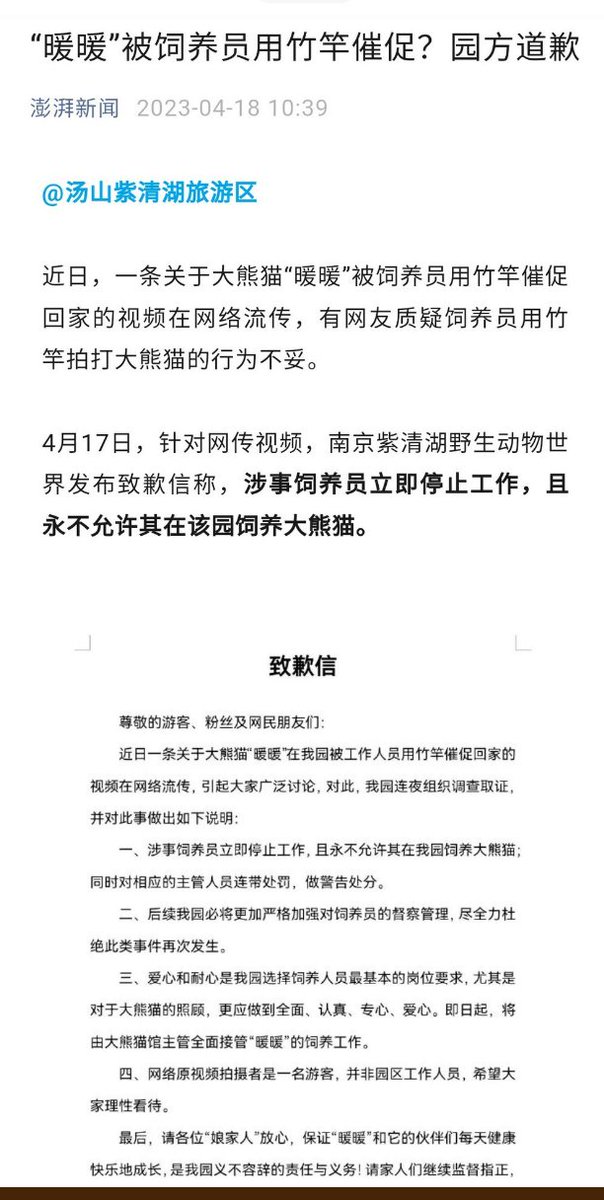 “暖暖”被饲养员用竹竿催促？园方道歉
澎湃新闻 2023-04-18 10:39
@汤山紫清湖旅游区
近日，一条关于大熊猫“暖暖”被饲养员用竹竿催促
回家的视频在网络流传，有网友质疑饲养员用竹
竿拍打大熊猫的行为不妥。
4月17日，针对网传视频，南京紫清湖野生动物世
界发布致歉信称，涉事饲养员立即停止工作，且
永不允许其在该园饲养大熊猫。
致歉信
尊敬的游客、粉丝及网民朋友们：
近日一条关于大熊猫“暖暖”在我园被工作人员用竹竿催促回家的
视频在网络流传，引起大家广泛讨论，对此，我园连夜组织调查取证，
并对此事做出如下说明：
一、涉事饲养员立即停止工作，且永不允许其在我园饲养大熊猫；
同时对相应的主管人员连带处罚，做警告处分。
二、后续我园必将更加严格加强对饲养员的督察管理，尽全力杜
绝此类事件再次发生。
三、爱心和耐心是我园选择饲养人员最基本的岗位要求，尤其是
对于大熊猫的照顾，更应做到全面、认真、专心、爱心。即日起，将
由大熊猫馆主管全面接管“暖暖”的饲养工作。
四、网络原视频拍摄者是一名游客，并非园区工作人员，希望大
家理性看待。
最后，请各位“娘家人”放心，保证“暖暖”和它的伙伴们每天健康
快乐地成长，是我园义不容辞的责任与义务！请家人们继续监督指正，